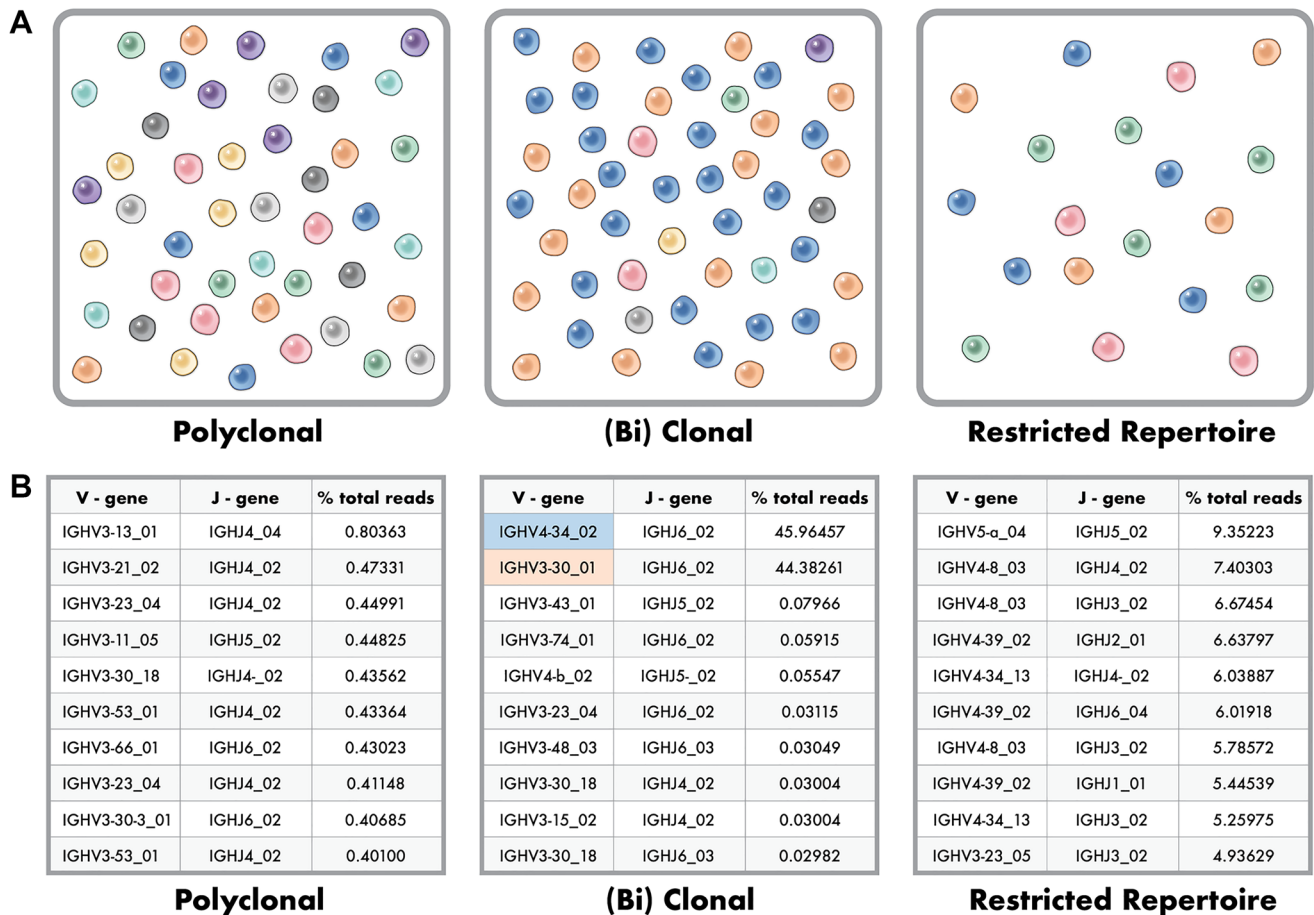 A
Polyclonal
(Bi) Clonal
Restricted Repertoire
B
V - gene J - gene % total reads
IGHV3-13_01 IGHJ4_04 0.80363
IGHV3-21_02 IGHJ4_02 0.47331
IGHV3-23_04 IGHJ4_02 0.44991
IGHV3-11_05 IGHJ5_02 0.44825
IGHV3-30_18 IGHJ4-_02 0.43562
IGHV3-53_01 IGHJ4_02 0.43364
IGHV3-66_01 IGHJ6_02 0.43023
IGHV3-23_04 IGHJ4_02 0.41148
IGHV3-30-3_01 IGHJ6_02 0.40685
IGHV3-53_01 IGHJ4_02 0.40100
Polyclonal
V - gene J - gene % total reads
IGHV4-34_02 IGHJ6_02 45.96457
IGHV3-30_01 IGHJ6_02 44.38261
IGHV3-43_01 IGHJ5_02 0.07966
IGHV3-74_01 IGHJ6_02 0.05915
IGHV4-b_02 IGHJ5-_02 0.05547
IGHV3-23_04 IGHJ6_02 0.03115
IGHV3-48_03 IGHJ6_03 0.03049
IGHV3-30_18 IGHJ4_02 0.03004
IGHV3-15_02 IGHJ4_02 0.03004
IGHV3-30_18 IGHJ6_03 0.02982
(Bi) Clonal
V - gene J - gene % total reads
IGHV5-a_04 IGHJ5_02 9.35223
IGHV4-8_03 IGHJ4_02 7.40303
IGHV4-8_03 IGHJ3_02 6.67454
IGHV4-39_02 IGHJ2_01 6.63797
IGHV4-34_13 IGHJ4-_02 6.03887
IGHV4-39_02 IGHJ6_04 6.01918
IGHV4-8_03 IGHJ3_02 5.78572
IGHV4-39_02 IGHJ1_01 5.44539
IGHV4-34_13 IGHJ3_02 5.25975
IGHV3-23_05 IGHJ3_02 4.93629
Restricted Repertoire